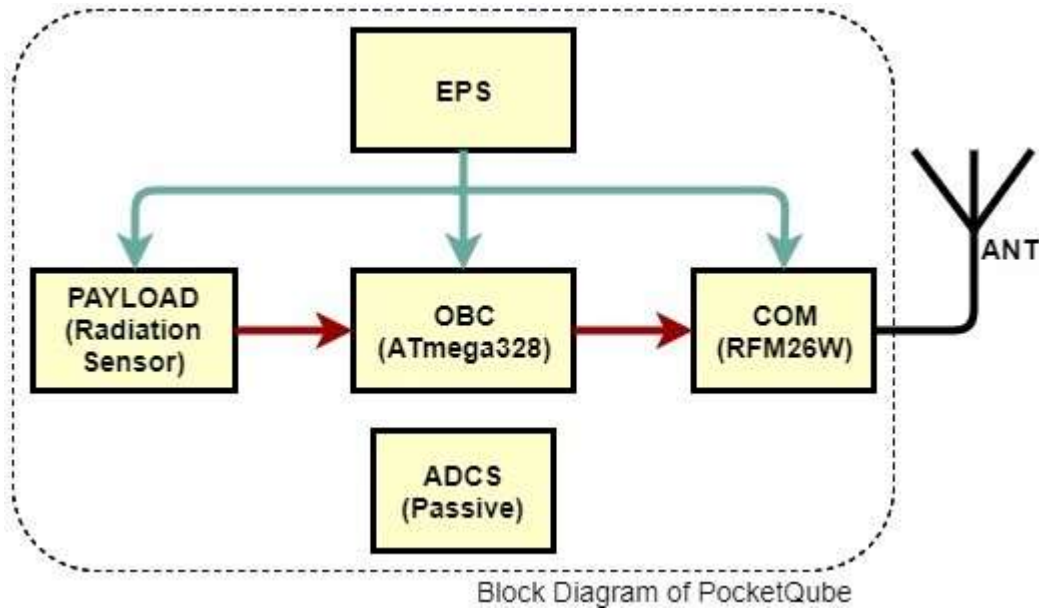 EPS
ANT
PAYLOAD
(Radiation
Sensor)
OBC
(ATmega328)
COM
(RFM26W)
ADCS
(Passive)
Block Diagram of PocketQube